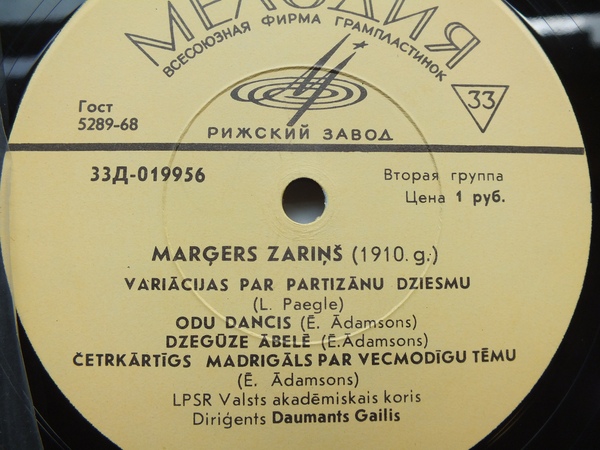 МЕЛОДИЯ
ВСЕСОЮЗНАЯ ФИРМА ГРАМПЛАСТИНОК
33
Гост
5289-68
РИЖСКИЙ ЗАВОД
33Д-019956
Вторая группа
Цена 1 руб.
MARĢERS ZARIŅŠ (1910. g.)
VARIĀCIJAS PAR PARTIZĀNU DZIESMU
(L. Paegle)
ODU DANCIS (Ē. Ādamsons)
DZEGŪZE ĀBELĒ (Ē. Ādamsons)
ČETRKĀRTĪGS MADRIGĀLS PAR VECMODĪGU TĒMU
(Ē. Ādamsons)
LPSR Valsts akadēmiskais koris
Diriģents Daumants Gailis